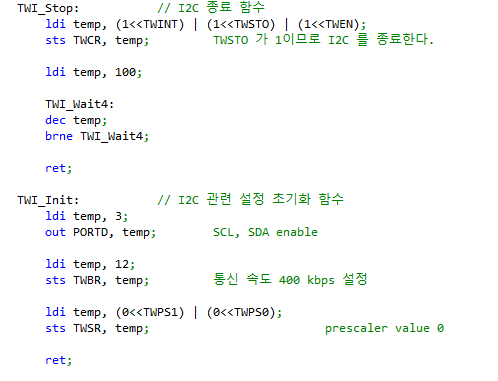 TWI_Stop: // I2C 종료 함수
ldi temp, (1<<TWINT) | (1<<TWSTO) | (1<<TWEN);
sts TWCR, temp; TWSTO 가 1이므로 I2C 를 종료한다.
ldi temp, 100;
TWI_Wait4:
dec temp;
brne TWI_Wait4;
ret;
TWI_Init: // I2C 관련 설정 초기화 함수
ldi temp, 3;
out PORTD, temp; SCL, SDA enable
ldi temp, 12;
sts TWBR, temp; 통신 속도 400 kbps 설정
ldi temp, (0<<TWPS1) | (0<<TWPS0);
sts TWSR, temp; prescaler value 0
ret;